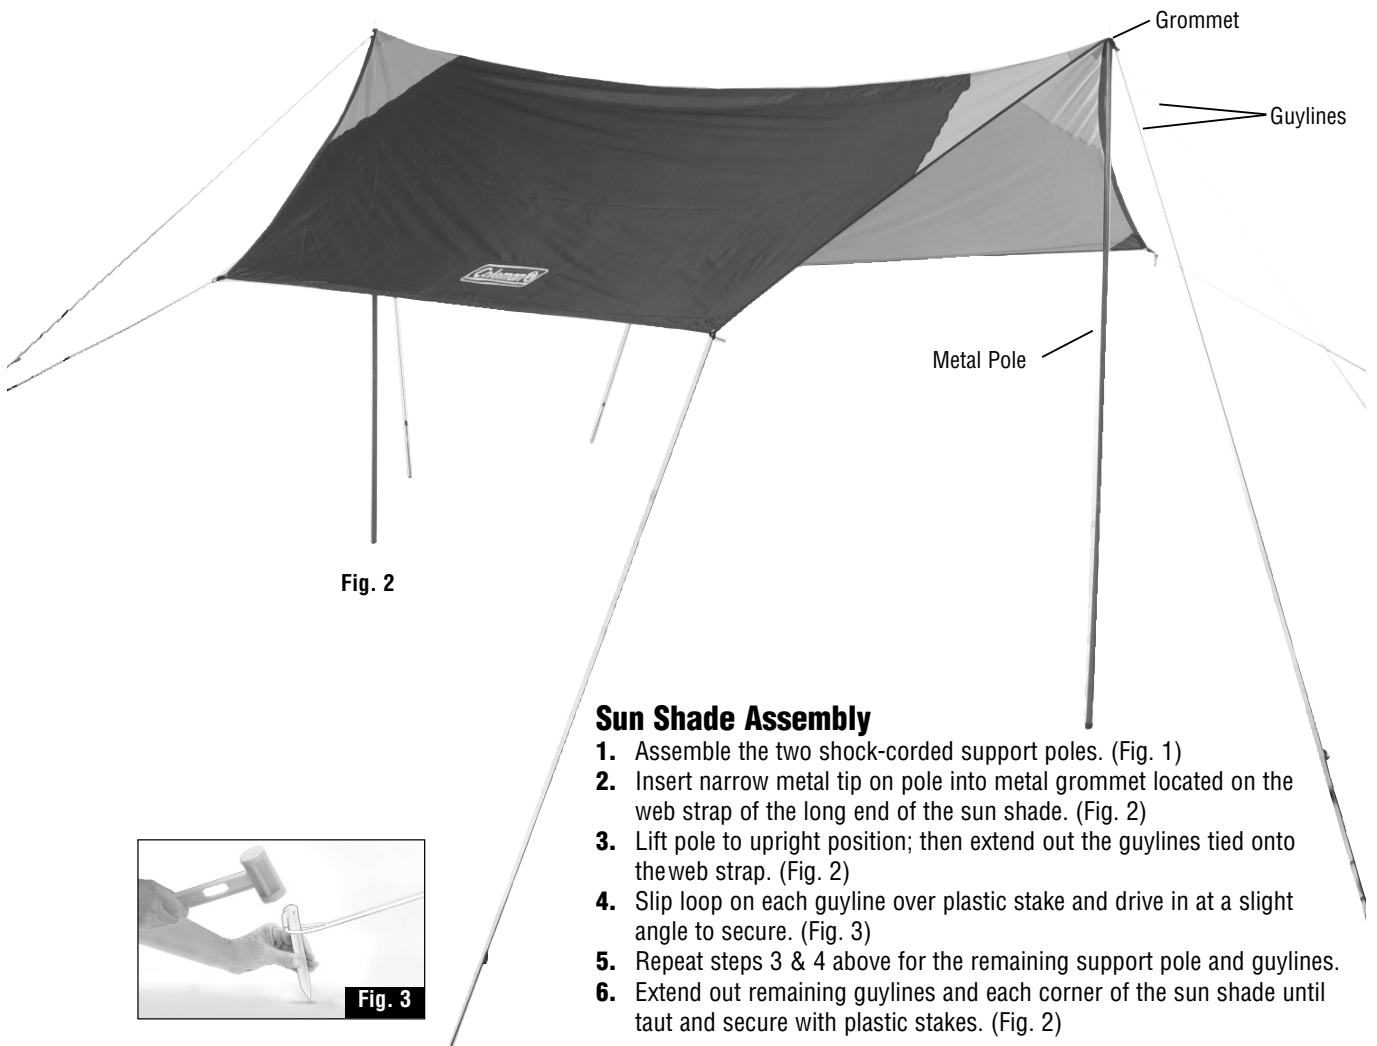 Grommet
Guylines
Coleman®
Metal Pole
Fig. 2
Sun Shade Assembly
1. Assemble the two shock-corded support poles. (Fig. 1)
2. Insert narrow metal tip on pole into metal grommet located on the
web strap of the long end of the sun shade. (Fig. 2)
3. Lift pole to upright position; then extend out the guylines tied onto
the web strap. (Fig. 2)
4. Slip loop on each guyline over plastic stake and drive in at a slight
angle to secure. (Fig. 3)
5. Repeat steps 3 & 4 above for the remaining support pole and guylines.
6. Extend out remaining guylines and each corner of the sun shade until
taut and secure with plastic stakes. (Fig. 2)
Fig. 3